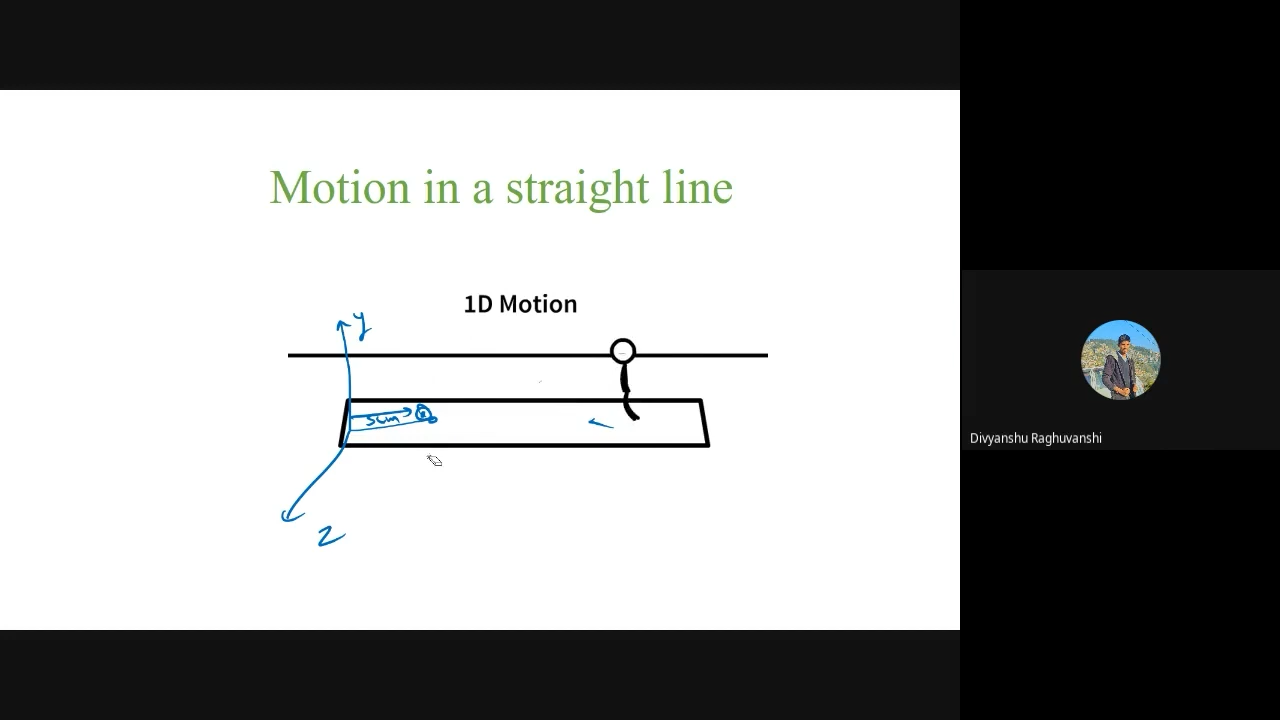 Motion in a straight line
1D Motion
y
5cm
z
Divyanshu Raghuvanshi